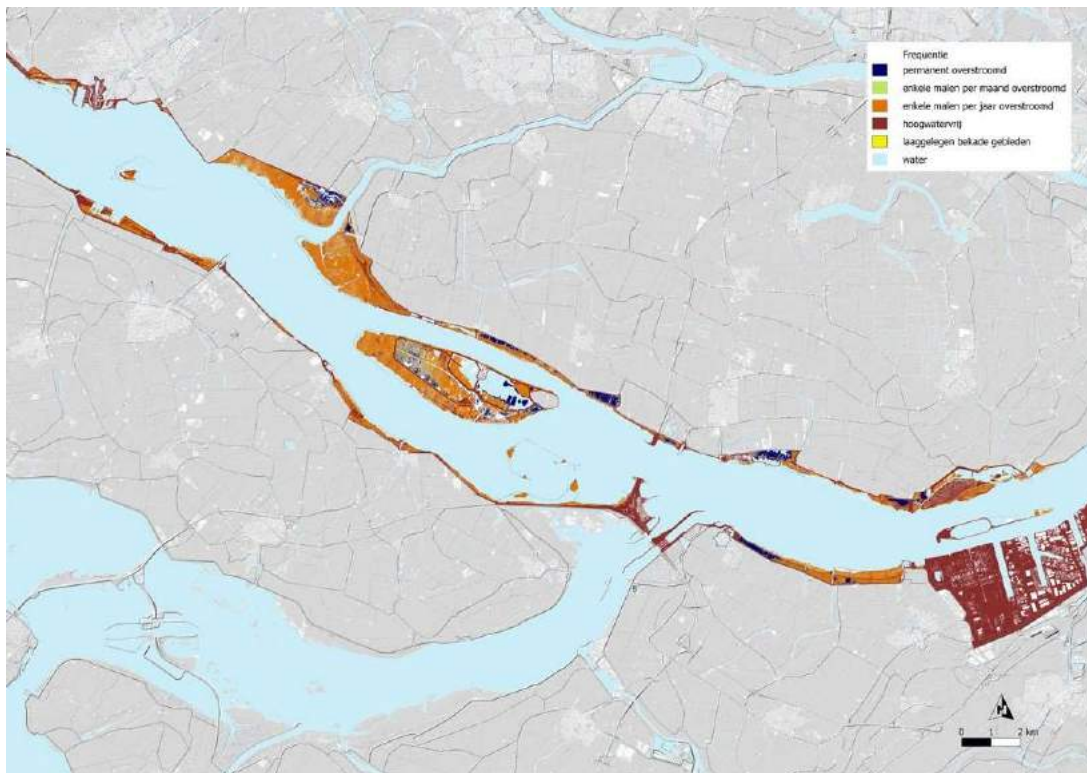 Frequentie
permanent overstroomd
enkele malen per maand overstroomd
enkele malen per jaar overstroomd
hoogwatervrij
laaggelegen bekade gebieden
water
N
0 1 2 km